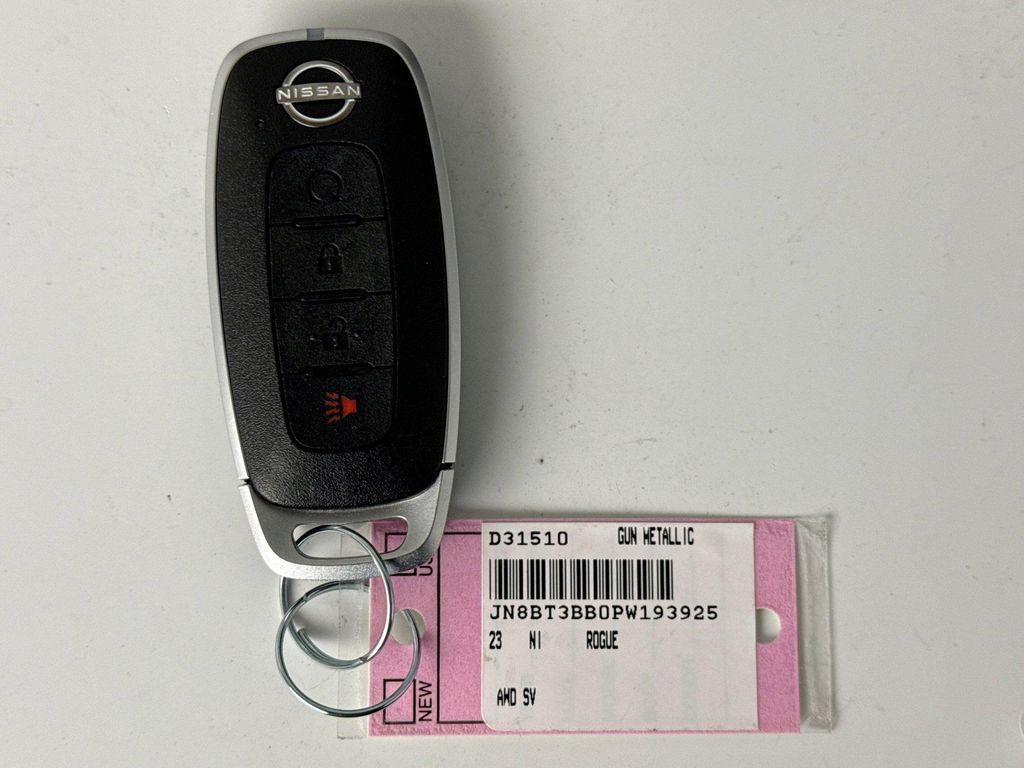 NISSAN
D31510 GUN METALLIC
JN8BT3BB0PW193925
23 NI ROGUE
AWD SV
NEW